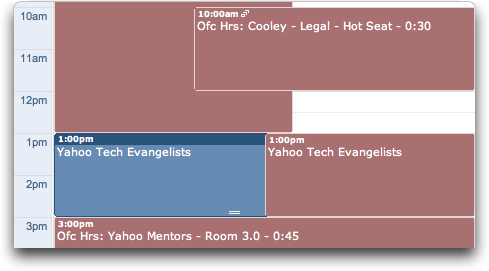 10am
10:00am
Ofc Hrs: Cooley - Legal - Hot Seat - 0:30
11am
12pm
1pm
1:00pm
Yahoo Tech Evangelists
1:00pm
Yahoo Tech Evangelists
2pm
3pm
3:00pm
Ofc Hrs: Yahoo Mentors - Room 3.0 - 0:45